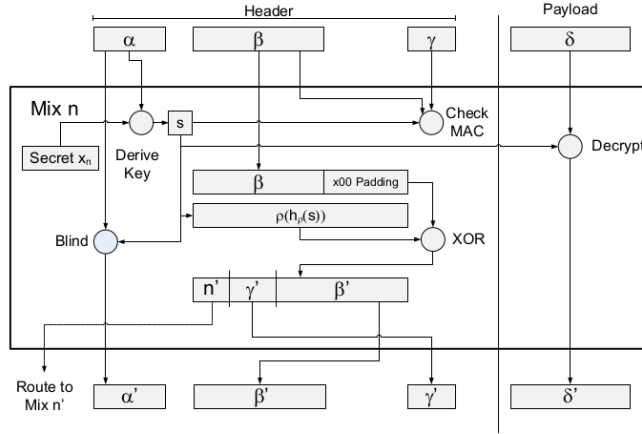 Header
Payload
α
β
γ
δ
Mix n
s
Check
MAC
Secret xₙ
Derive
Key
Decrypt
β
x00 Padding
ρ(hᵨ(s))
Blind
XOR
n’
γ’
β’
Route to
Mix n’
α’
β’
γ’
δ’